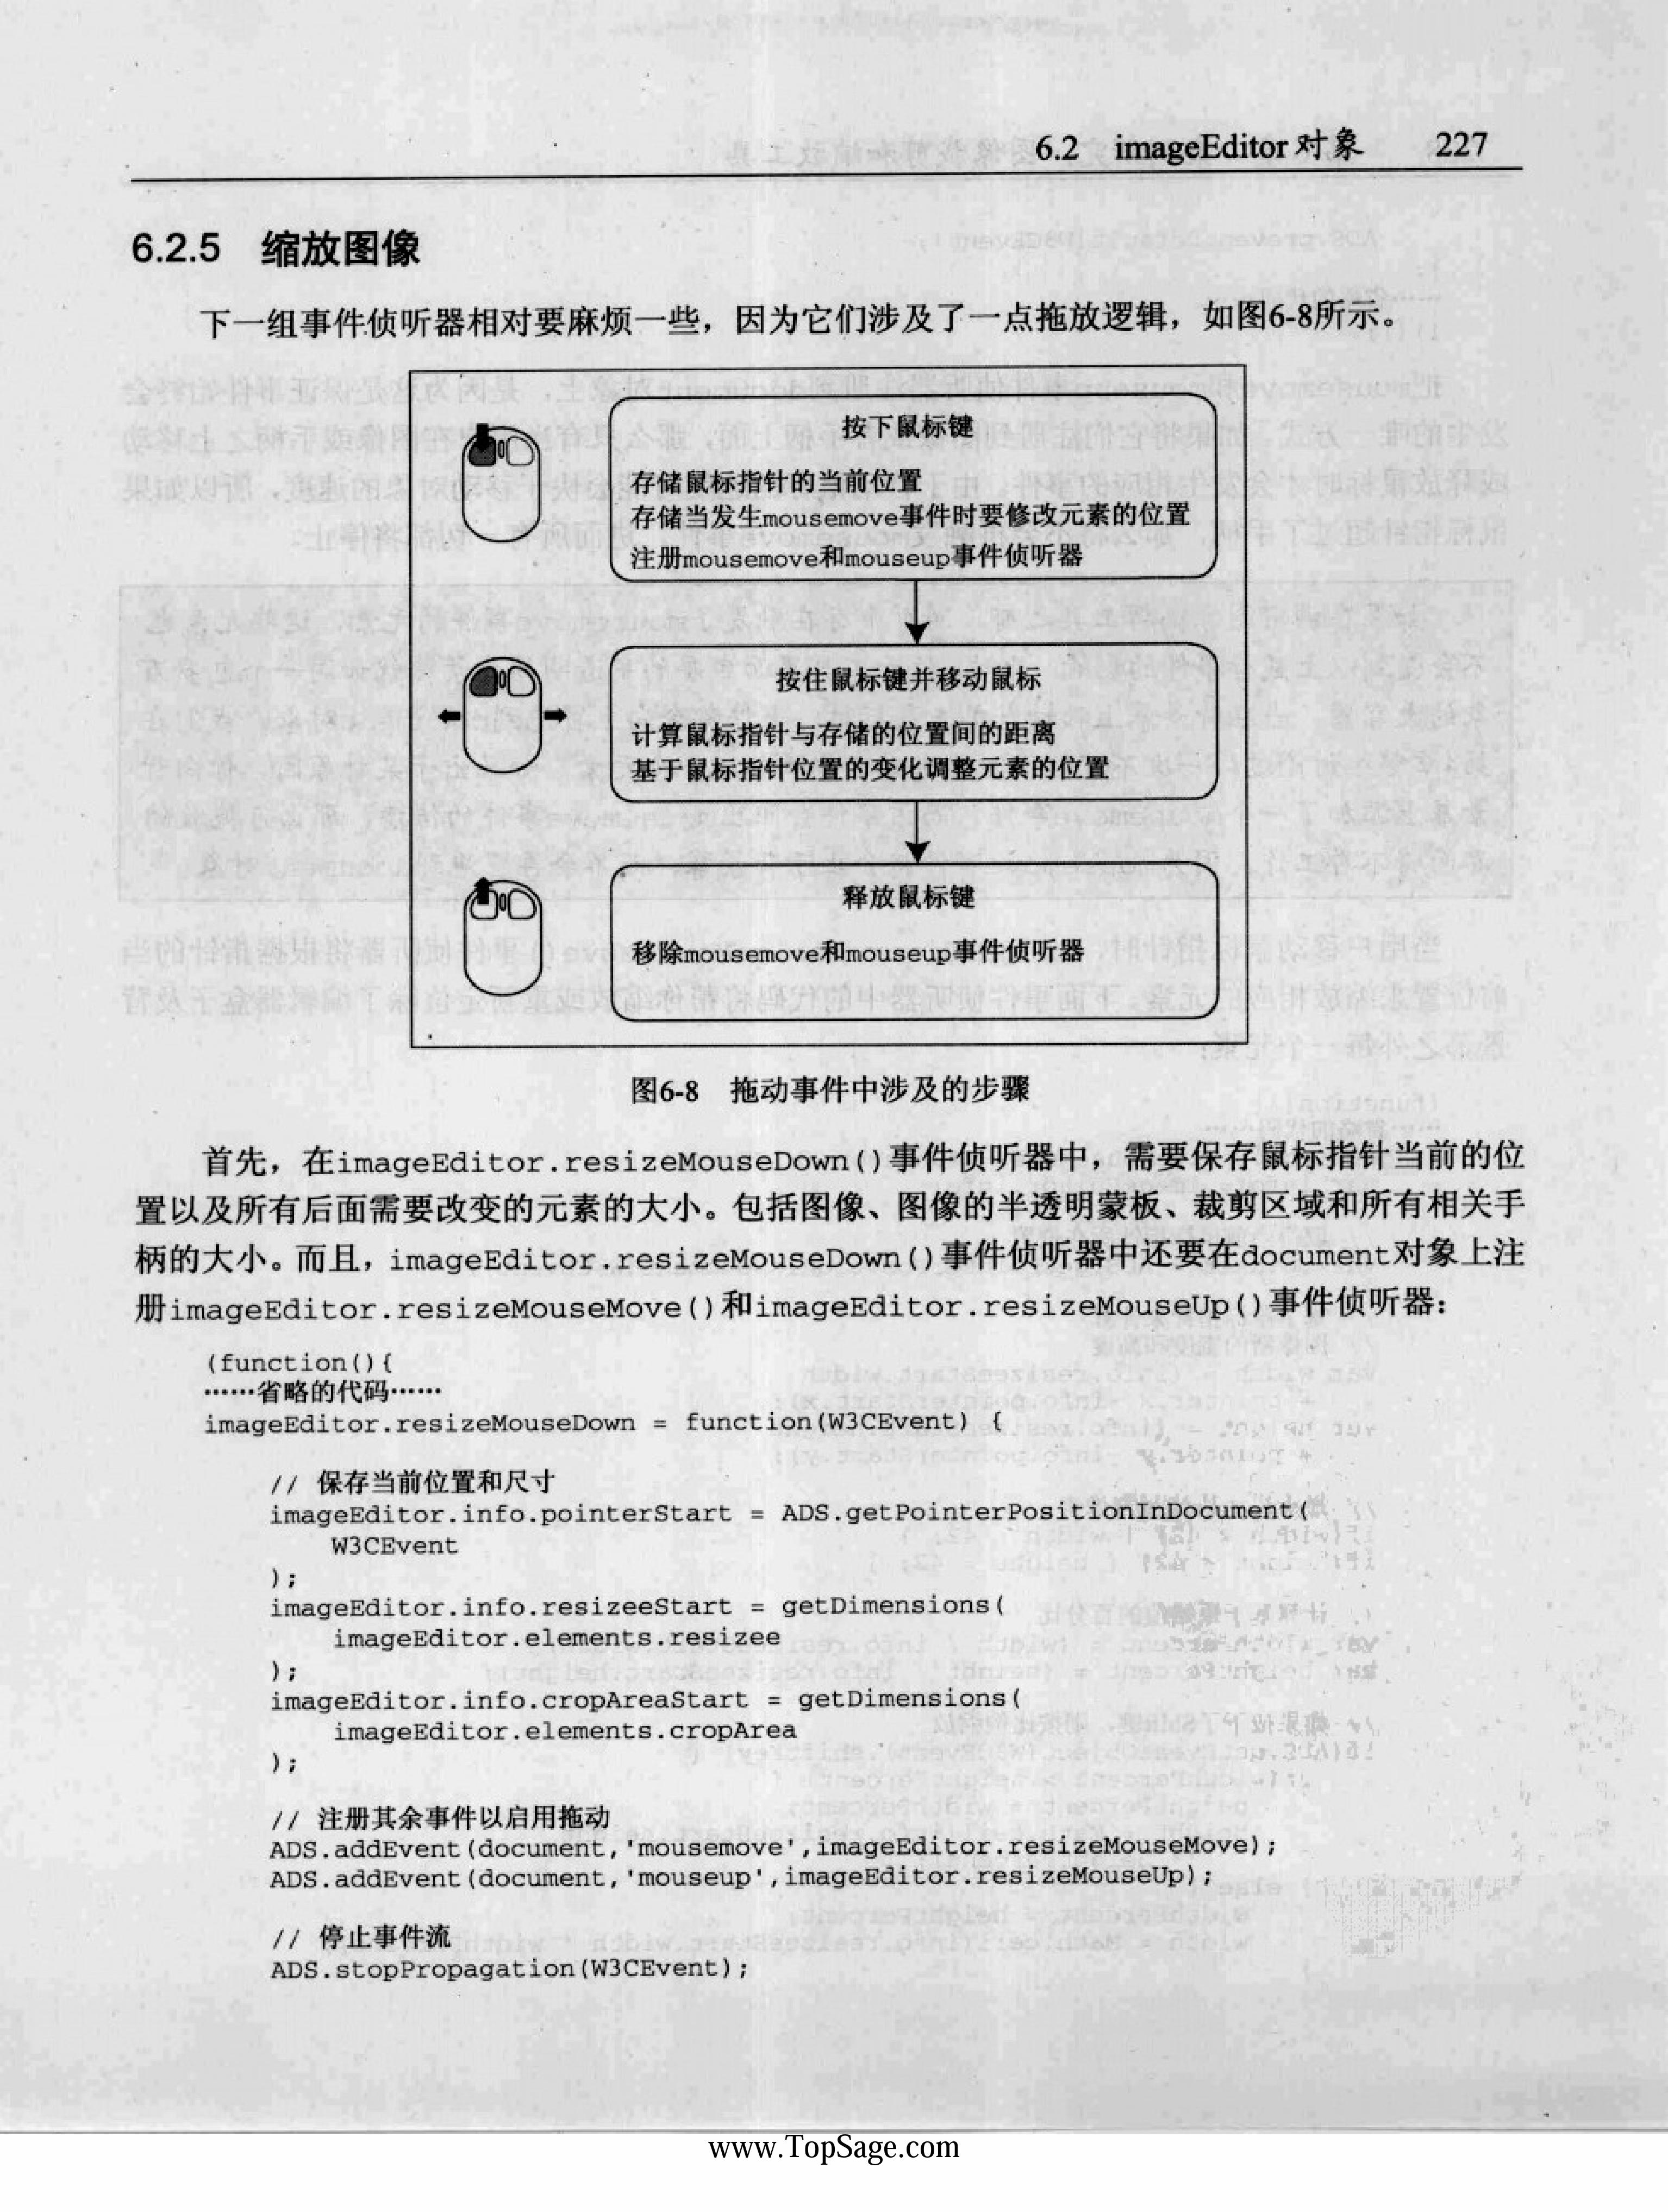 6.2 imageEditor 对象 227
6.2.5 缩放图像
下一组事件侦听器相对要麻烦一些，因为它们涉及了一点拖放逻辑，如图6-8所示。
按下鼠标键
存储鼠标指针的当前位置
存储当发生mousemove事件时要修改元素的位置
注册mousemove和mouseup事件侦听器
按住鼠标键并移动鼠标
计算鼠标指针与存储的位置间的距离
基于鼠标指针位置的变化调整元素的位置
释放鼠标键
移除mousemove和mouseup事件侦听器
图6-8 拖动事件中涉及的步骤
首先，在imageEditor.resizeMouseDown()事件侦听器中，需要保存鼠标指针当前的位
置以及所有后面需要改变的元素的大小。包括图像、图像的半透明蒙板、裁剪区域和所有相关手
柄的大小。而且，imageEditor.resizeMouseDown()事件侦听器中还要在document对象上注
册imageEditor.resizeMouseMove()和imageEditor.resizeMouseUp()事件侦听器：
(function(){
……省略的代码……
imageEditor.resizeMouseDown = function(W3CEvent) {
// 保存当前位置和尺寸
imageEditor.info.pointerStart = ADS.getPointerPositionInDocument(
W3CEvent
);
imageEditor.info.resizeeStart = getDimensions(
imageEditor.elements.resizee
);
imageEditor.info.cropAreaStart = getDimensions(
imageEditor.elements.cropArea
);
// 注册其余事件以启用拖动
ADS.addEvent(document,'mousemove',imageEditor.resizeMouseMove);
ADS.addEvent(document,'mouseup',imageEditor.resizeMouseUp);
// 停止事件流
ADS.stopPropagation(W3CEvent);
www.TopSage.com